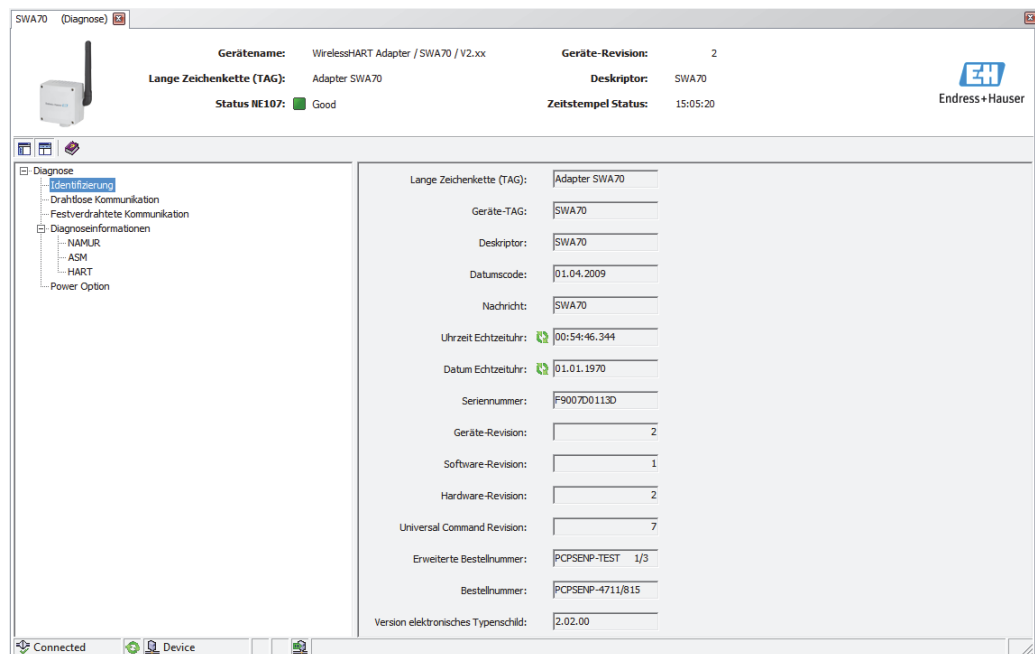 SWA70 (Diagnose)
Gerätename: WirelessHART Adapter / SWA70 / V2.xx Geräte-Revision: 2
Lange Zeichenkette (TAG): Adapter SWA70 Deskriptor: SWA70
Status NE107: Good Zeitstempel Status: 15:05:20
EH
Endress+Hauser
Diagnose
Identifizierung
Drahtlose Kommunikation
Festverdrahtete Kommunikation
Diagnoseinformationen
NAMUR
ASM
HART
Power Option
Lange Zeichenkette (TAG): Adapter SWA70
Geräte-TAG: SWA70
Deskriptor: SWA70
Datumscode: 01.04.2009
Nachricht: SWA70
Uhrzeit Echtzeituhr: 00:54:46.344
Datum Echtzeituhr: 01.01.1970
Seriennummer: F9007D0113D
Geräte-Revision: 2
Software-Revision: 1
Hardware-Revision: 2
Universal Command Revision: 7
Erweiterte Bestellnummer: PCPSENP-TEST 1/3
Bestellnummer: PCPSENP-4711/815
Version elektronisches Typenschild: 2.02.00
Connected Device